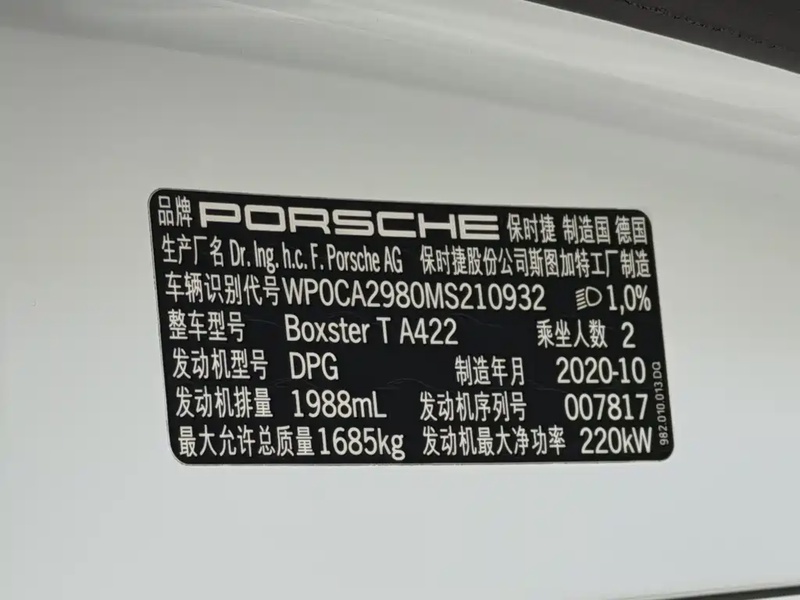 品牌 PORSCHE 保时捷 制造国 德国
生产厂名 Dr. Ing. h.c. F. Porsche AG 保时捷股份公司斯图加特工厂制造
车辆识别代号 WP0CA2980MS210932 1,0%
整车型号 Boxster T A422 乘坐人数 2
发动机型号 DPG 制造年月 2020-10
发动机排量 1988mL 发动机序列号 007817
最大允许总质量 1685kg 发动机最大净功率 220kW
982.010.013 DQ